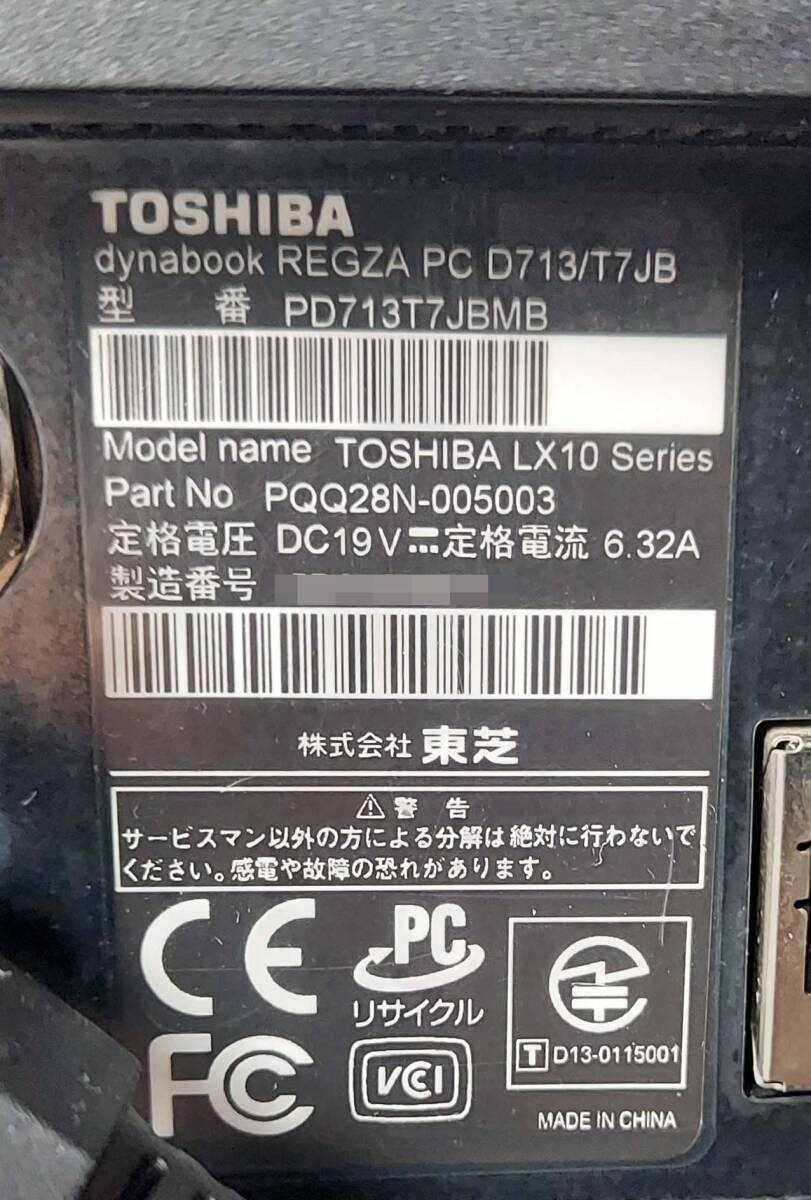 TOSHIBA
dynabook REGZA PC D713/T7JB
型 番 PD713T7JBMB
Model name TOSHIBA LX10 Series
Part No PQQ28N-005003
定格電圧 DC19V⎓定格電流 6.32A
製造番号
株式会社 東芝
⚠警 告
サービスマン以外の方による分解は絶対に行わないで
ください。感電や故障の恐れがあります。
CE
PC
リサイクル
FC
VCI
T D13-0115001
MADE IN CHINA